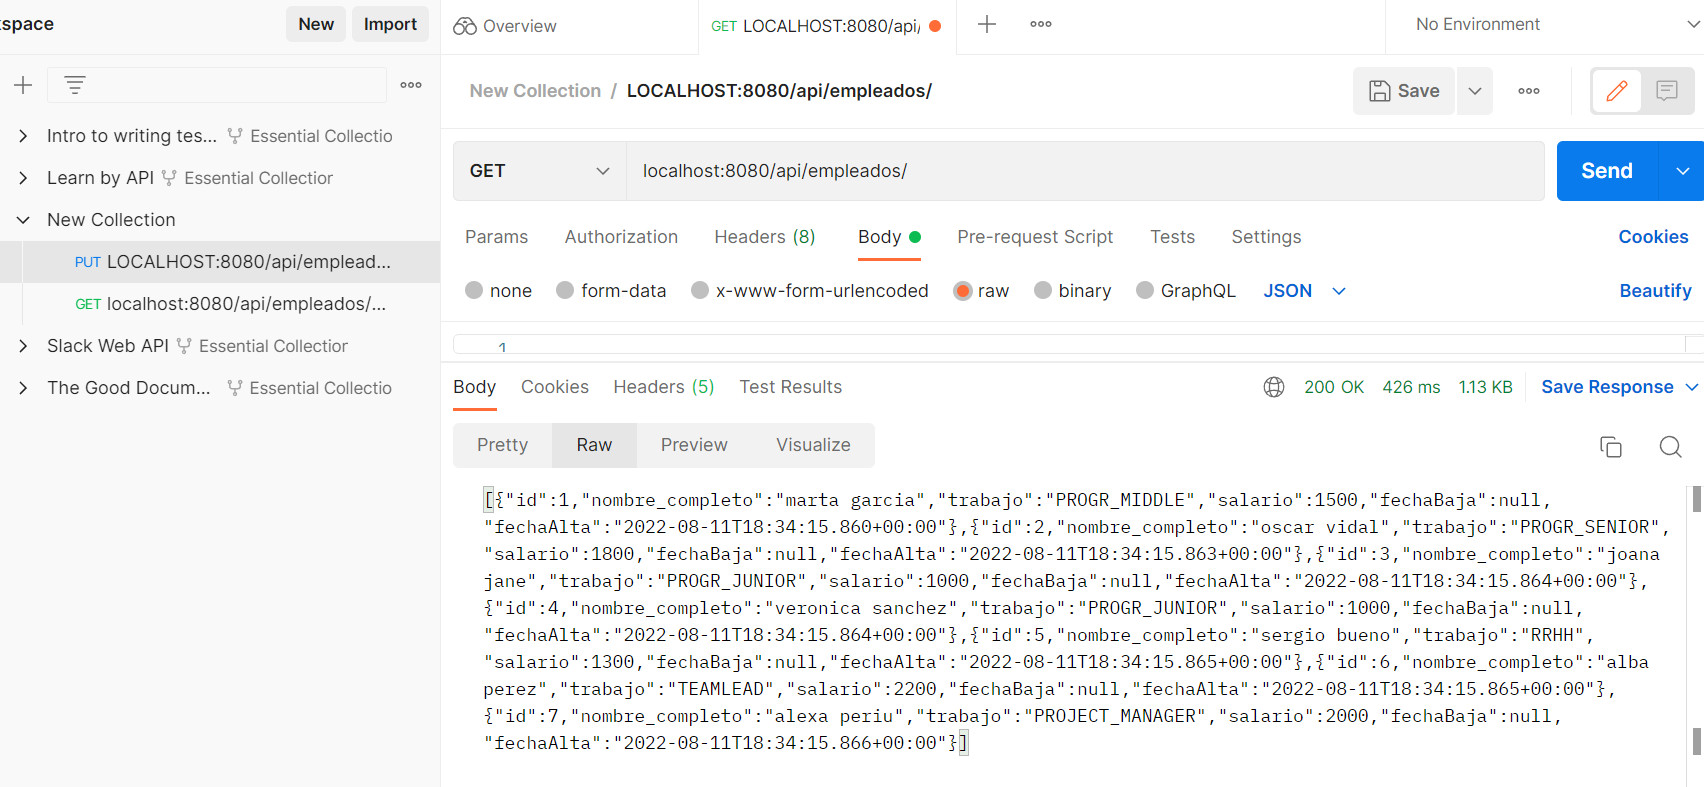 kspace
New
Import
Intro to writing tes... Essential Collectio
Learn by API Essential Collection
New Collection
PUT LOCALHOST:8080/api/emplead...
GET localhost:8080/api/empleados/...
Slack Web API Essential Collection
The Good Docum... Essential Collectio
Overview
GET LOCALHOST:8080/api/
No Environment
New Collection / LOCALHOST:8080/api/empleados/
Save
GET
localhost:8080/api/empleados/
Send
Params Authorization Headers (8) Body Pre-request Script Tests Settings Cookies
none form-data x-www-form-urlencoded raw binary GraphQL JSON Beautify
1
Body Cookies Headers (5) Test Results 200 OK 426 ms 1.13 KB Save Response
Pretty Raw Preview Visualize
[{"id":1,"nombre_completo":"marta garcia","trabajo":"PROGR_MIDDLE","salario":1500,"fechaBaja":null,
"fechaAlta":"2022-08-11T18:34:15.860+00:00"},{"id":2,"nombre_completo":"oscar vidal","trabajo":"PROGR_SENIOR",
"salario":1800,"fechaBaja":null,"fechaAlta":"2022-08-11T18:34:15.863+00:00"},{"id":3,"nombre_completo":"joana
jane","trabajo":"PROGR_JUNIOR","salario":1000,"fechaBaja":null,"fechaAlta":"2022-08-11T18:34:15.864+00:00"},
{"id":4,"nombre_completo":"veronica sanchez","trabajo":"PROGR_JUNIOR","salario":1000,"fechaBaja":null,
"fechaAlta":"2022-08-11T18:34:15.864+00:00"},{"id":5,"nombre_completo":"sergio bueno","trabajo":"RRHH",
"salario":1300,"fechaBaja":null,"fechaAlta":"2022-08-11T18:34:15.865+00:00"},{"id":6,"nombre_completo":"alba
perez","trabajo":"TEAMLEAD","salario":2200,"fechaBaja":null,"fechaAlta":"2022-08-11T18:34:15.865+00:00"},
{"id":7,"nombre_completo":"alexa periu","trabajo":"PROJECT_MANAGER","salario":2000,"fechaBaja":null,
"fechaAlta":"2022-08-11T18:34:15.866+00:00"}]